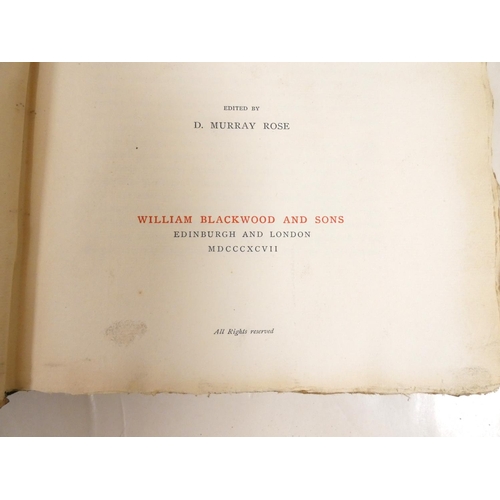 EDITED BY
D. MURRAY ROSE
WILLIAM BLACKWOOD AND SONS
EDINBURGH AND LONDON
MDCCCXCVII
All Rights reserved